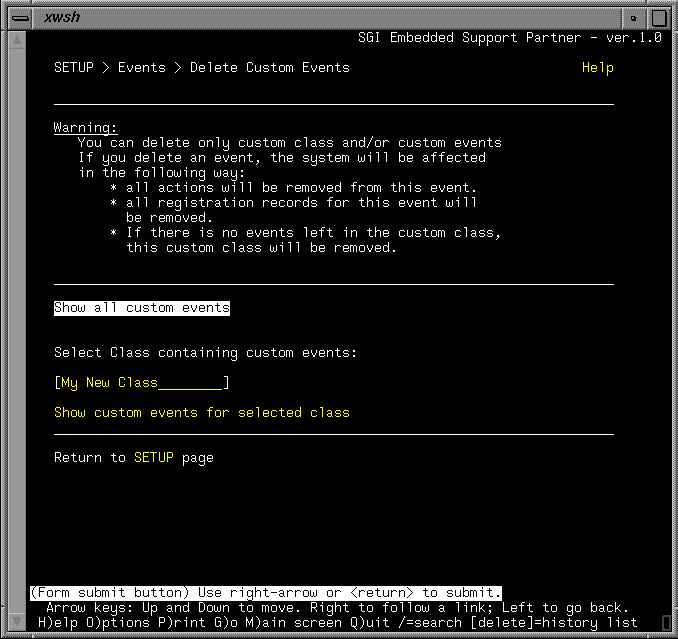 xwsh
SGI Embedded Support Partner - ver.1.0
SETUP > Events > Delete Custom Events Help
Warning:
You can delete only custom class and/or custom events
If you delete an event, the system will be affected
in the following way:
* all actions will be removed from this event.
* all registration records for this event will
be removed.
* If there is no events left in the custom class,
this custom class will be removed.
Show all custom events
Select Class containing custom events:
[My New Class________]
Show custom events for selected class
Return to SETUP page
(Form submit button) Use right-arrow or <return> to submit.
Arrow keys: Up and Down to move. Right to follow a link; Left to go back.
H)elp O)ptions P)rint G)o M)ain screen Q)uit /=search [delete]=history list